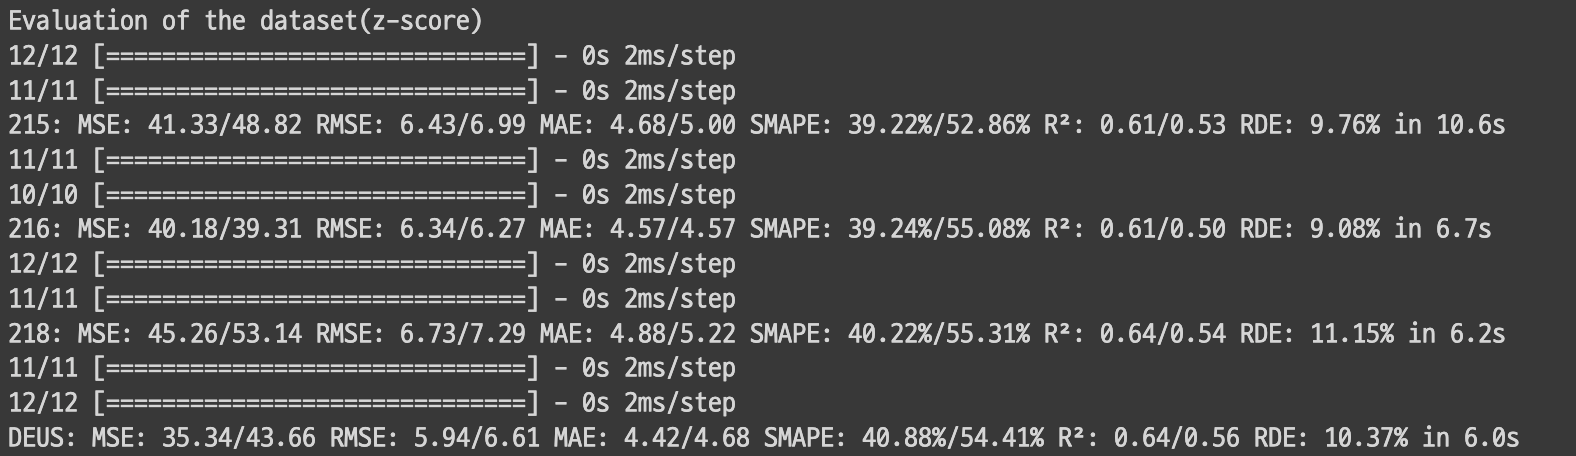 Evaluation of the dataset(z-score)
12/12 [==============================] - 0s 2ms/step
11/11 [==============================] - 0s 2ms/step
215: MSE: 41.33/48.82 RMSE: 6.43/6.99 MAE: 4.68/5.00 SMAPE: 39.22%/52.86% R²: 0.61/0.53 RDE: 9.76% in 10.6s
11/11 [==============================] - 0s 2ms/step
10/10 [==============================] - 0s 2ms/step
216: MSE: 40.18/39.31 RMSE: 6.34/6.27 MAE: 4.57/4.57 SMAPE: 39.24%/55.08% R²: 0.61/0.50 RDE: 9.08% in 6.7s
12/12 [==============================] - 0s 2ms/step
11/11 [==============================] - 0s 2ms/step
218: MSE: 45.26/53.14 RMSE: 6.73/7.29 MAE: 4.88/5.22 SMAPE: 40.22%/55.31% R²: 0.64/0.54 RDE: 11.15% in 6.2s
11/11 [==============================] - 0s 2ms/step
12/12 [==============================] - 0s 2ms/step
DEUS: MSE: 35.34/43.66 RMSE: 5.94/6.61 MAE: 4.42/4.68 SMAPE: 40.88%/54.41% R²: 0.64/0.56 RDE: 10.37% in 6.0s